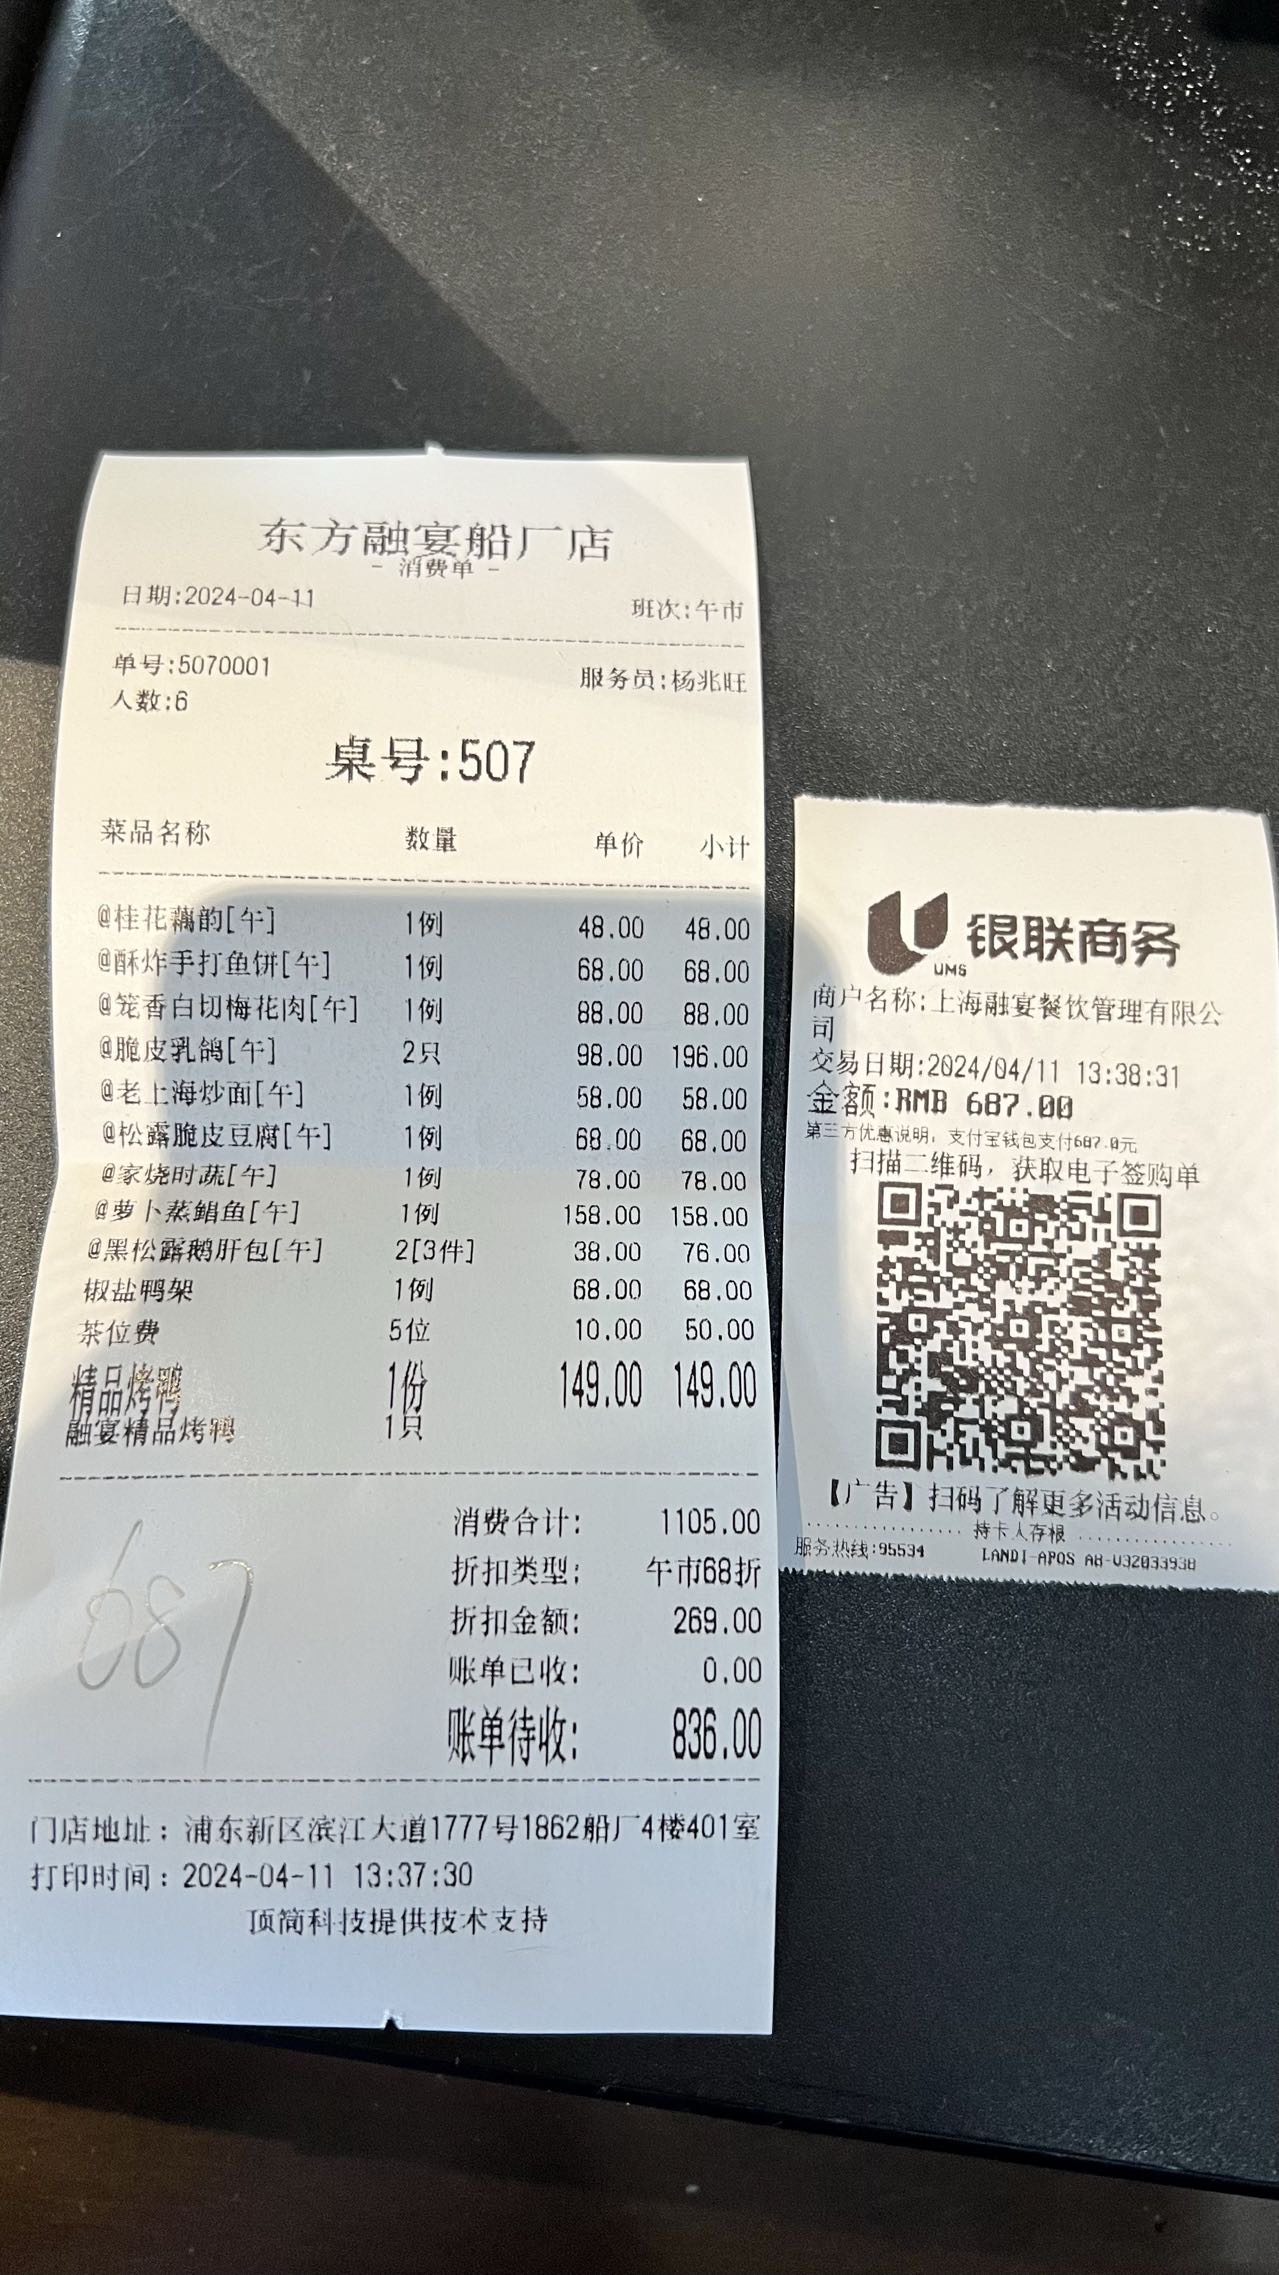 东方融宴船厂店
- 消费单 -
日期:2024-04-11 班次:午市
单号:5070001 服务员:杨兆旺
人数:6
桌号:507
菜品名称 数量 单价 小计
@桂花藕韵[午] 1例 48.00 48.00
@酥炸手打鱼饼[午] 1例 68.00 68.00
@笼香白切梅花肉[午] 1例 88.00 88.00
@脆皮乳鸽[午] 2只 98.00 196.00
@老上海炒面[午] 1例 58.00 58.00
@松露脆皮豆腐[午] 1例 68.00 68.00
@家烧时蔬[午] 1例 78.00 78.00
@萝卜蒸鲳鱼[午] 1例 158.00 158.00
@黑松露鹅肝包[午] 2[3件] 38.00 76.00
椒盐鸭架 1例 68.00 68.00
茶位费 5位 10.00 50.00
精品烤鸭 1份 149.00 149.00
融宴精品烤鸭 1只
消费合计: 1105.00
折扣类型: 午市68折
折扣金额: 269.00
账单已收: 0.00
账单待收: 836.00
687
门店地址: 浦东新区滨江大道1777号1862船厂4楼401室
打印时间: 2024-04-11 13:37:30
顶简科技提供技术支持
UMS 银联商务
商户名称:上海融宴餐饮管理有限公
司
交易日期:2024/04/11 13:38:31
金额:RMB 687.00
第三方优惠说明, 支付宝钱包支付687.0元
扫描二维码, 获取电子签购单
【广告】扫码了解更多活动信息。
持卡人存根
服务热线:95534 LANDI-APOS A8-V32033938